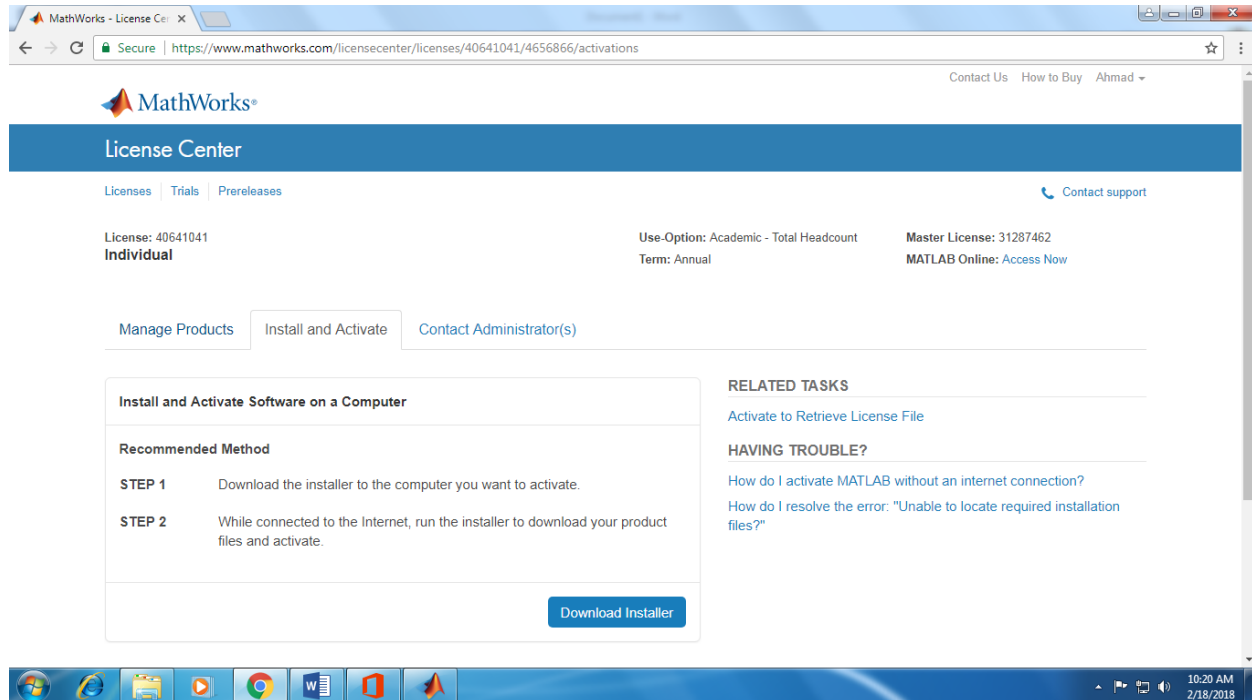 MathWorks - License Cer
Document1 - Word
Secure | https://www.mathworks.com/licensecenter/licenses/40641041/4656866/activations
Contact Us How to Buy Ahmad
MathWorks®
License Center
Licenses Trials Prereleases
Contact support
License: 40641041
Individual
Use-Option: Academic - Total Headcount
Term: Annual
Master License: 31287462
MATLAB Online: Access Now
Manage Products Install and Activate Contact Administrator(s)
Install and Activate Software on a Computer
Recommended Method
STEP 1 Download the installer to the computer you want to activate.
STEP 2 While connected to the Internet, run the installer to download your product
files and activate.
Download Installer
RELATED TASKS
Activate to Retrieve License File
HAVING TROUBLE?
How do I activate MATLAB without an internet connection?
How do I resolve the error: "Unable to locate required installation
files?"
10:20 AM
2/18/2018